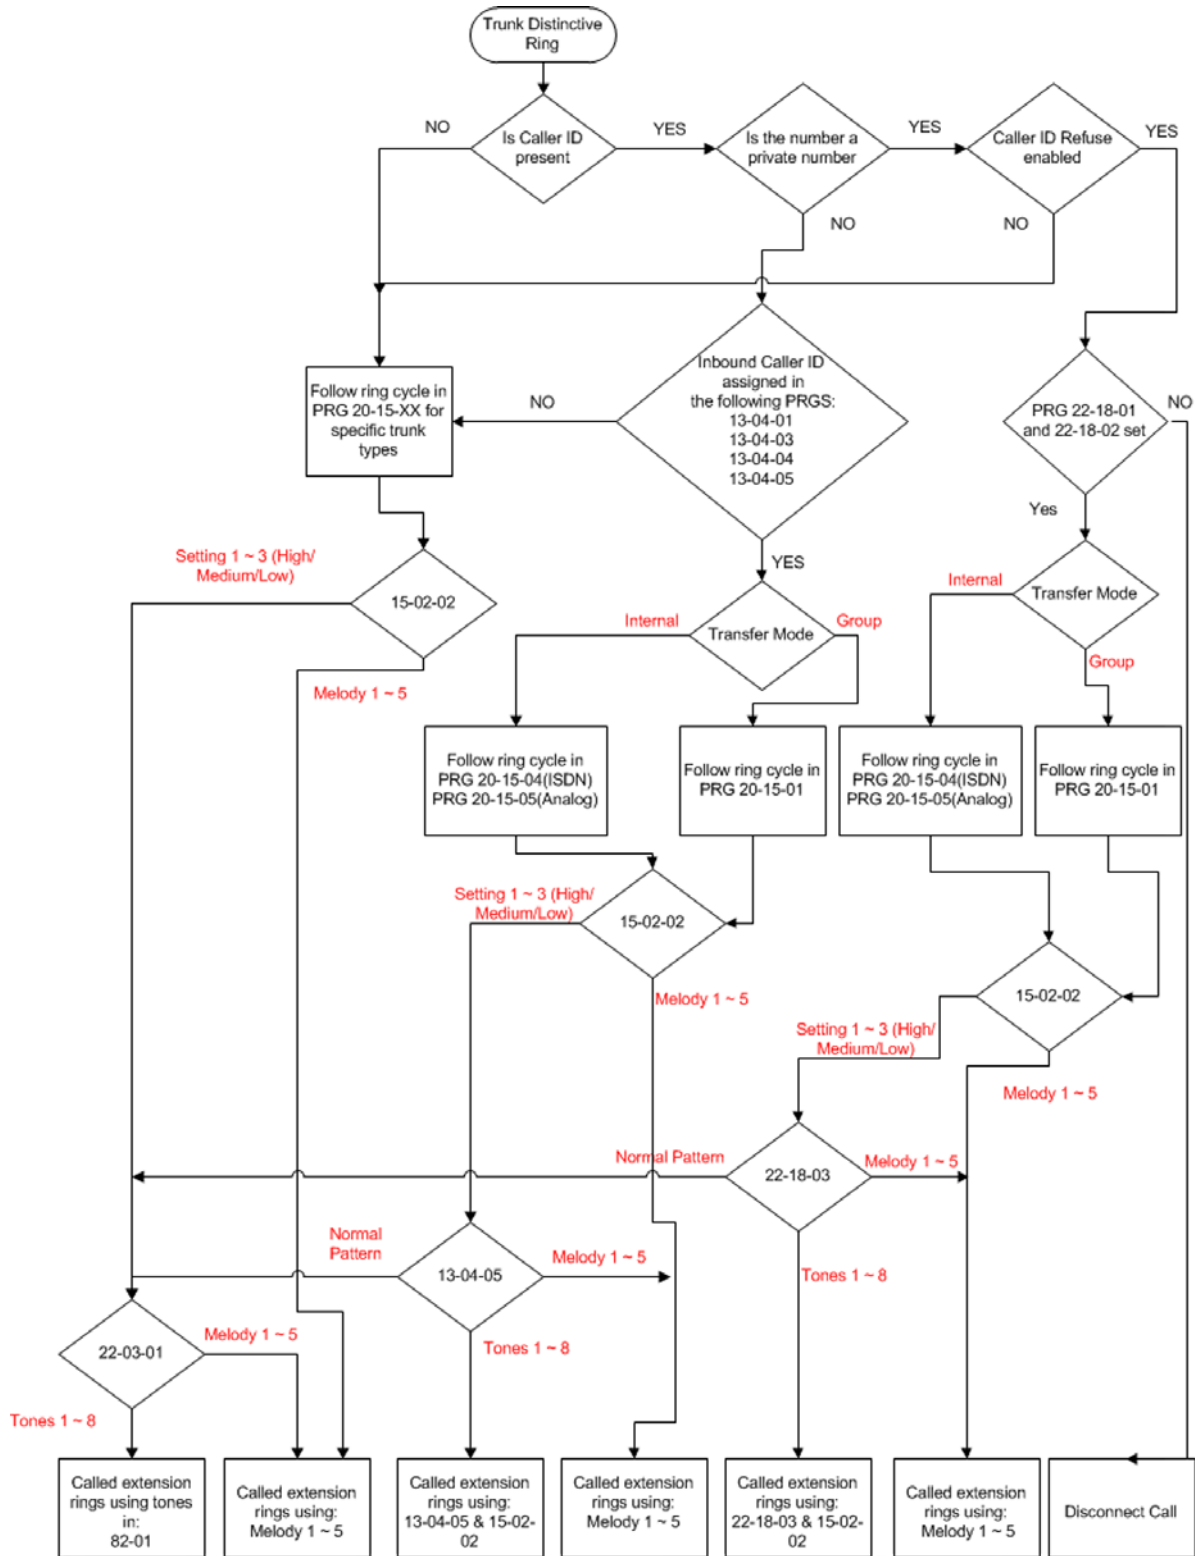 Trunk Distinctive
Ring
NO
Is Caller ID
present
YES
Is the number a
private number
YES
Caller ID Refuse
enabled
YES
NO
NO
Follow ring cycle in
PRG 20-15-XX for
specific trunk
types
NO
Inbound Caller ID
assigned in
the following PRGS:
13-04-01
13-04-03
13-04-04
13-04-05
PRG 22-18-01
and 22-18-02 set
NO
Yes
YES
Setting 1 ~ 3 (High/
Medium/Low)
15-02-02
Melody 1 ~ 5
Internal
Transfer Mode
Group
Internal
Transfer Mode
Group
Follow ring cycle in
PRG 20-15-04(ISDN)
PRG 20-15-05(Analog)
Follow ring cycle in
PRG 20-15-01
Follow ring cycle in
PRG 20-15-04(ISDN)
PRG 20-15-05(Analog)
Follow ring cycle in
PRG 20-15-01
Setting 1 ~ 3 (High/
Medium/Low)
15-02-02
Melody 1 ~ 5
15-02-02
Setting 1 ~ 3 (High/
Medium/Low)
Melody 1 ~ 5
Normal Pattern
22-18-03
Melody 1 ~ 5
Tones 1 ~ 8
Normal
Pattern
13-04-05
Melody 1 ~ 5
Tones 1 ~ 8
22-03-01
Melody 1 ~ 5
Tones 1 ~ 8
Called extension
rings using tones
in:
82-01
Called extension
rings using:
Melody 1 ~ 5
Called extension
rings using:
13-04-05 & 15-02-
02
Called extension
rings using:
Melody 1 ~ 5
Called extension
rings using:
22-18-03 & 15-02-
02
Called extension
rings using:
Melody 1 ~ 5
Disconnect Call